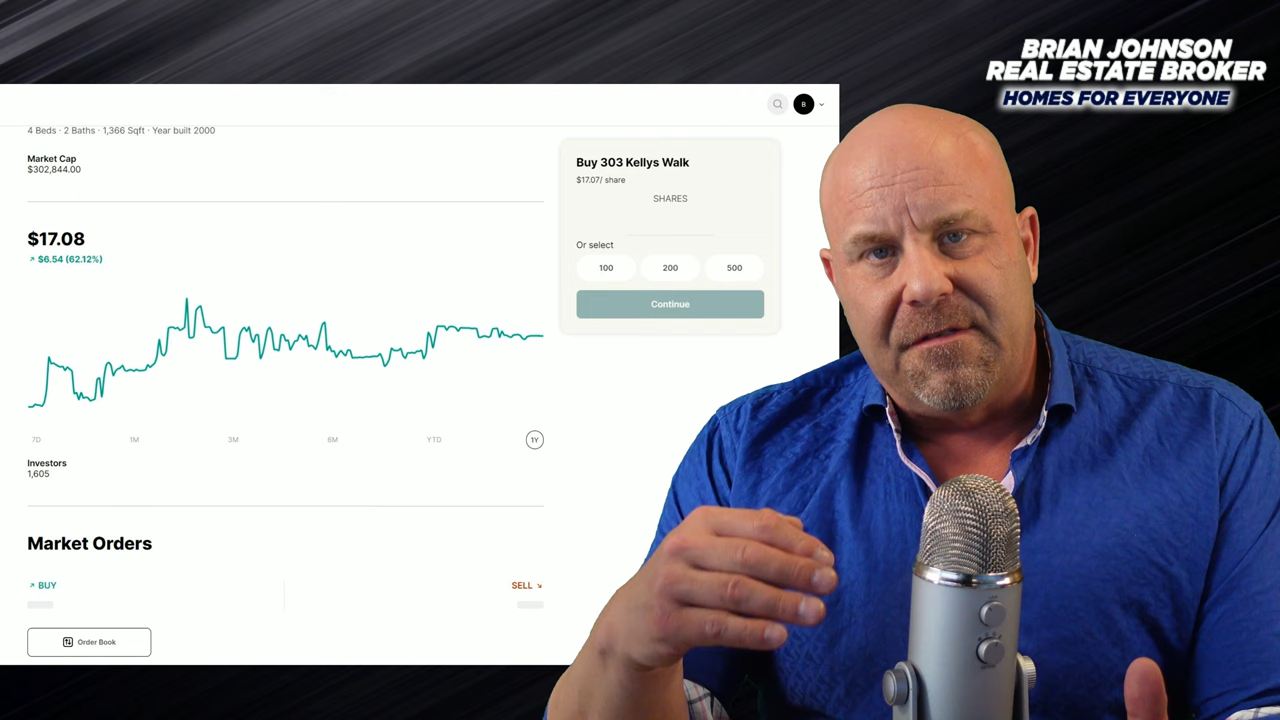 BRIAN JOHNSON
REAL ESTATE BROKER
HOMES FOR EVERYONE
B
4 Beds · 2 Baths · 1,366 Sqft · Year built 2000
Market Cap
$302,844.00
$17.08
↗ $6.54 (62.12%)
7D 1M 3M 6M YTD 1Y
Investors
1,605
Market Orders
↗ BUY
SELL ↘
Order Book
Buy 303 Kellys Walk
$17.07/ share
SHARES
Or select
100 200 500
Continue